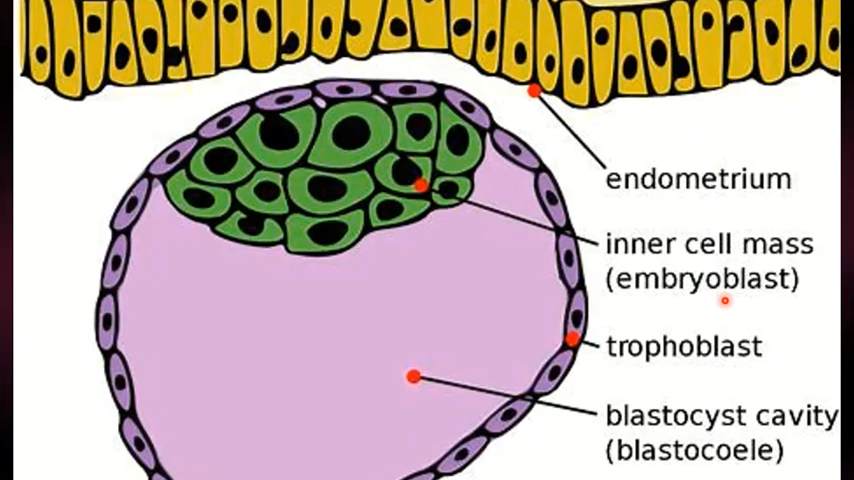 endometrium
inner cell mass
(embryoblast)
trophoblast
blastocyst cavity
(blastocoele)